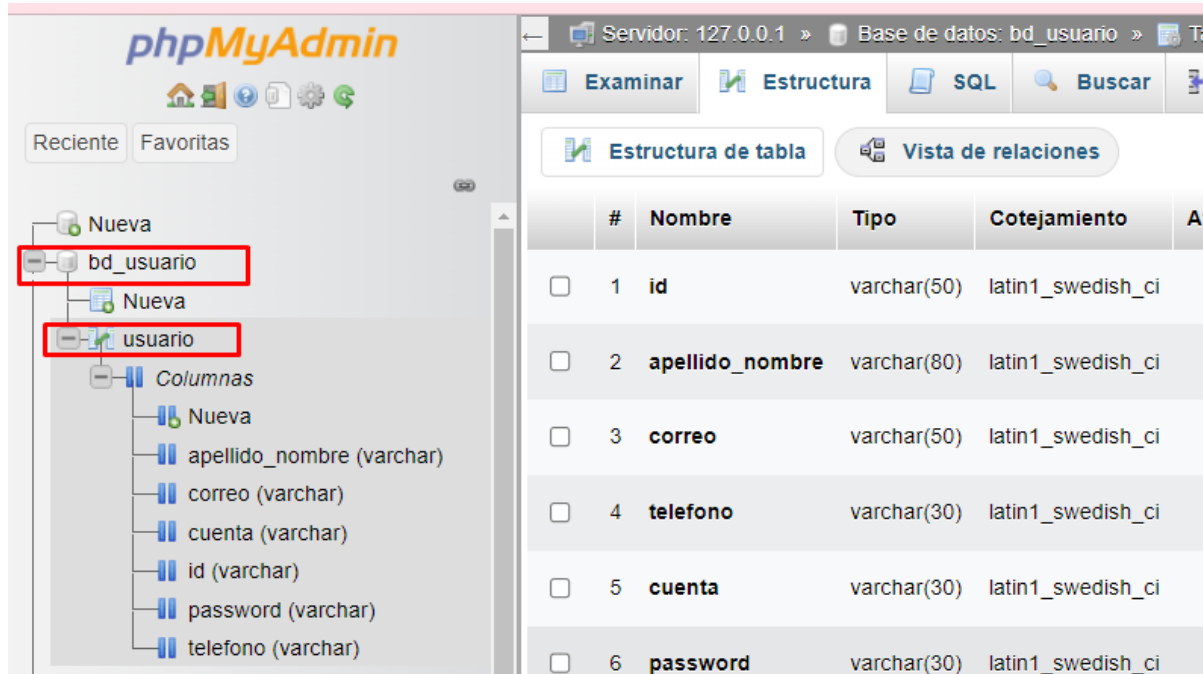 phpMyAdmin
Reciente Favoritas
Nueva
bd_usuario
Nueva
usuario
Columnas
Nueva
apellido_nombre (varchar)
correo (varchar)
cuenta (varchar)
id (varchar)
password (varchar)
telefono (varchar)
← Servidor: 127.0.0.1 » Base de datos: bd_usuario »
Examinar Estructura SQL Buscar
Estructura de tabla Vista de relaciones
# Nombre Tipo Cotejamiento
1 id varchar(50) latin1_swedish_ci
2 apellido_nombre varchar(80) latin1_swedish_ci
3 correo varchar(50) latin1_swedish_ci
4 telefono varchar(30) latin1_swedish_ci
5 cuenta varchar(30) latin1_swedish_ci
6 password varchar(30) latin1_swedish_ci